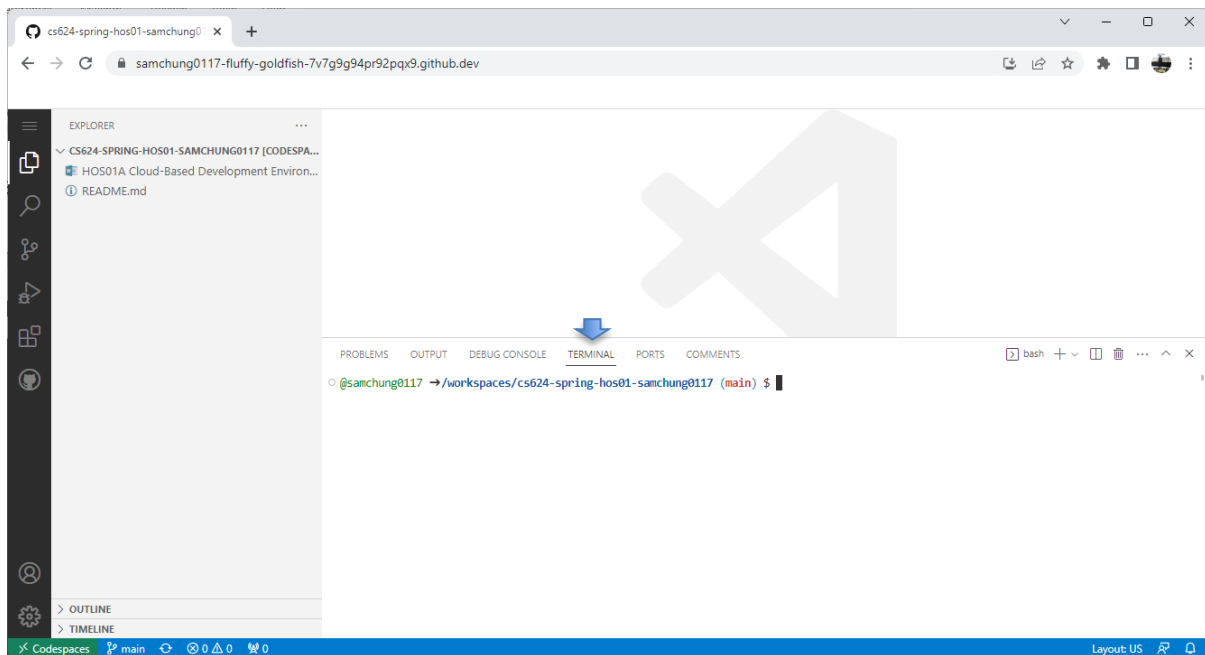 cs624-spring-hos01-samchung0
samchung0117-fluffy-goldfish-7v7g9g94pr92pqx9.github.dev
EXPLORER
CS624-SPRING-HOS01-SAMCHUNG0117 [CODESPA...
HOS01A Cloud-Based Development Environ...
README.md
PROBLEMS OUTPUT DEBUG CONSOLE TERMINAL PORTS COMMENTS bash
@samchung0117 →/workspaces/cs624-spring-hos01-samchung0117 (main) $
OUTLINE
TIMELINE
Codespaces main 0 0 0 Layout: US